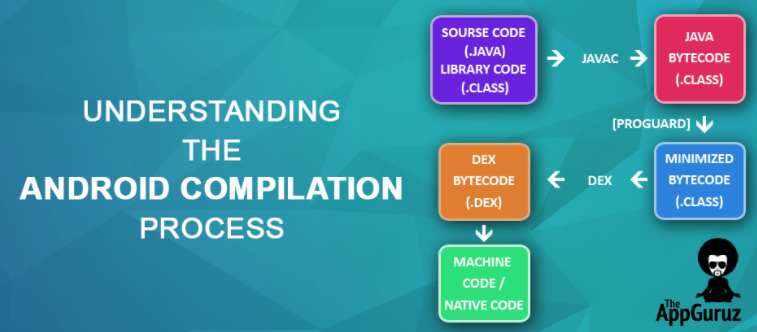 UNDERSTANDING
THE
ANDROID COMPILATION
PROCESS
SOURSE CODE
(.JAVA)
LIBRARY CODE
(.CLASS)
JAVAC
JAVA
BYTECODE
(.CLASS)
[PROGUARD]
MINIMIZED
BYTECODE
(.CLASS)
DEX
DEX
BYTECODE
(.DEX)
MACHINE
CODE /
NATIVE CODE
The
AppGuruz